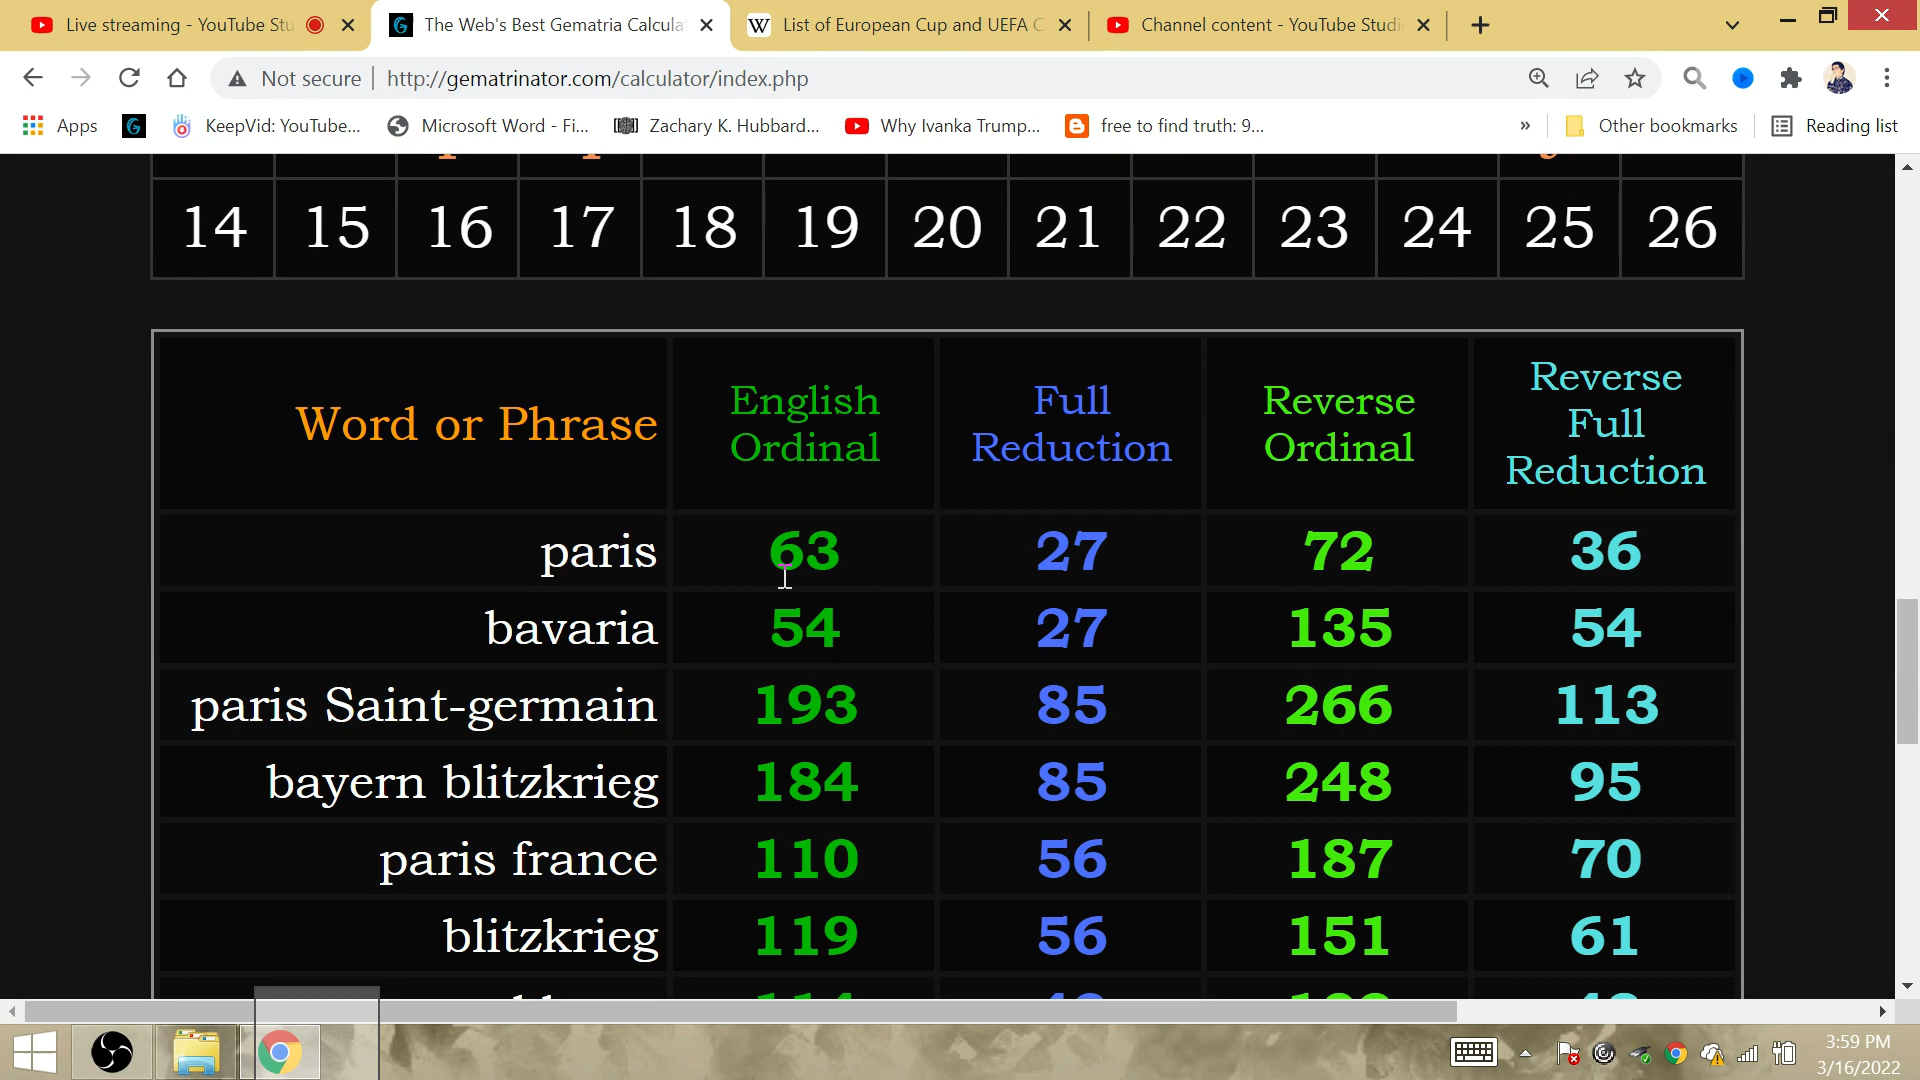 Live streaming - YouTube Stu
The Web's Best Gematria Calcula
List of European Cup and UEFA C
Channel content - YouTube Studi
Not secure
http://gematrinator.com/calculator/index.php
Apps
KeepVid: YouTube...
Microsoft Word - Fi...
Zachary K. Hubbard...
Why Ivanka Trump...
free to find truth: 9...
»
Other bookmarks
Reading list
14 15 16 17 18 19 20 21 22 23 24 25 26
Word or Phrase
English Ordinal
Full Reduction
Reverse Ordinal
Reverse Full Reduction
paris 63 27 72 36
bavaria 54 27 135 54
paris Saint-germain 193 85 266 113
bayern blitzkrieg 184 85 248 95
paris france 110 56 187 70
blitzkrieg 119 56 151 61
3:59 PM
3/16/2022